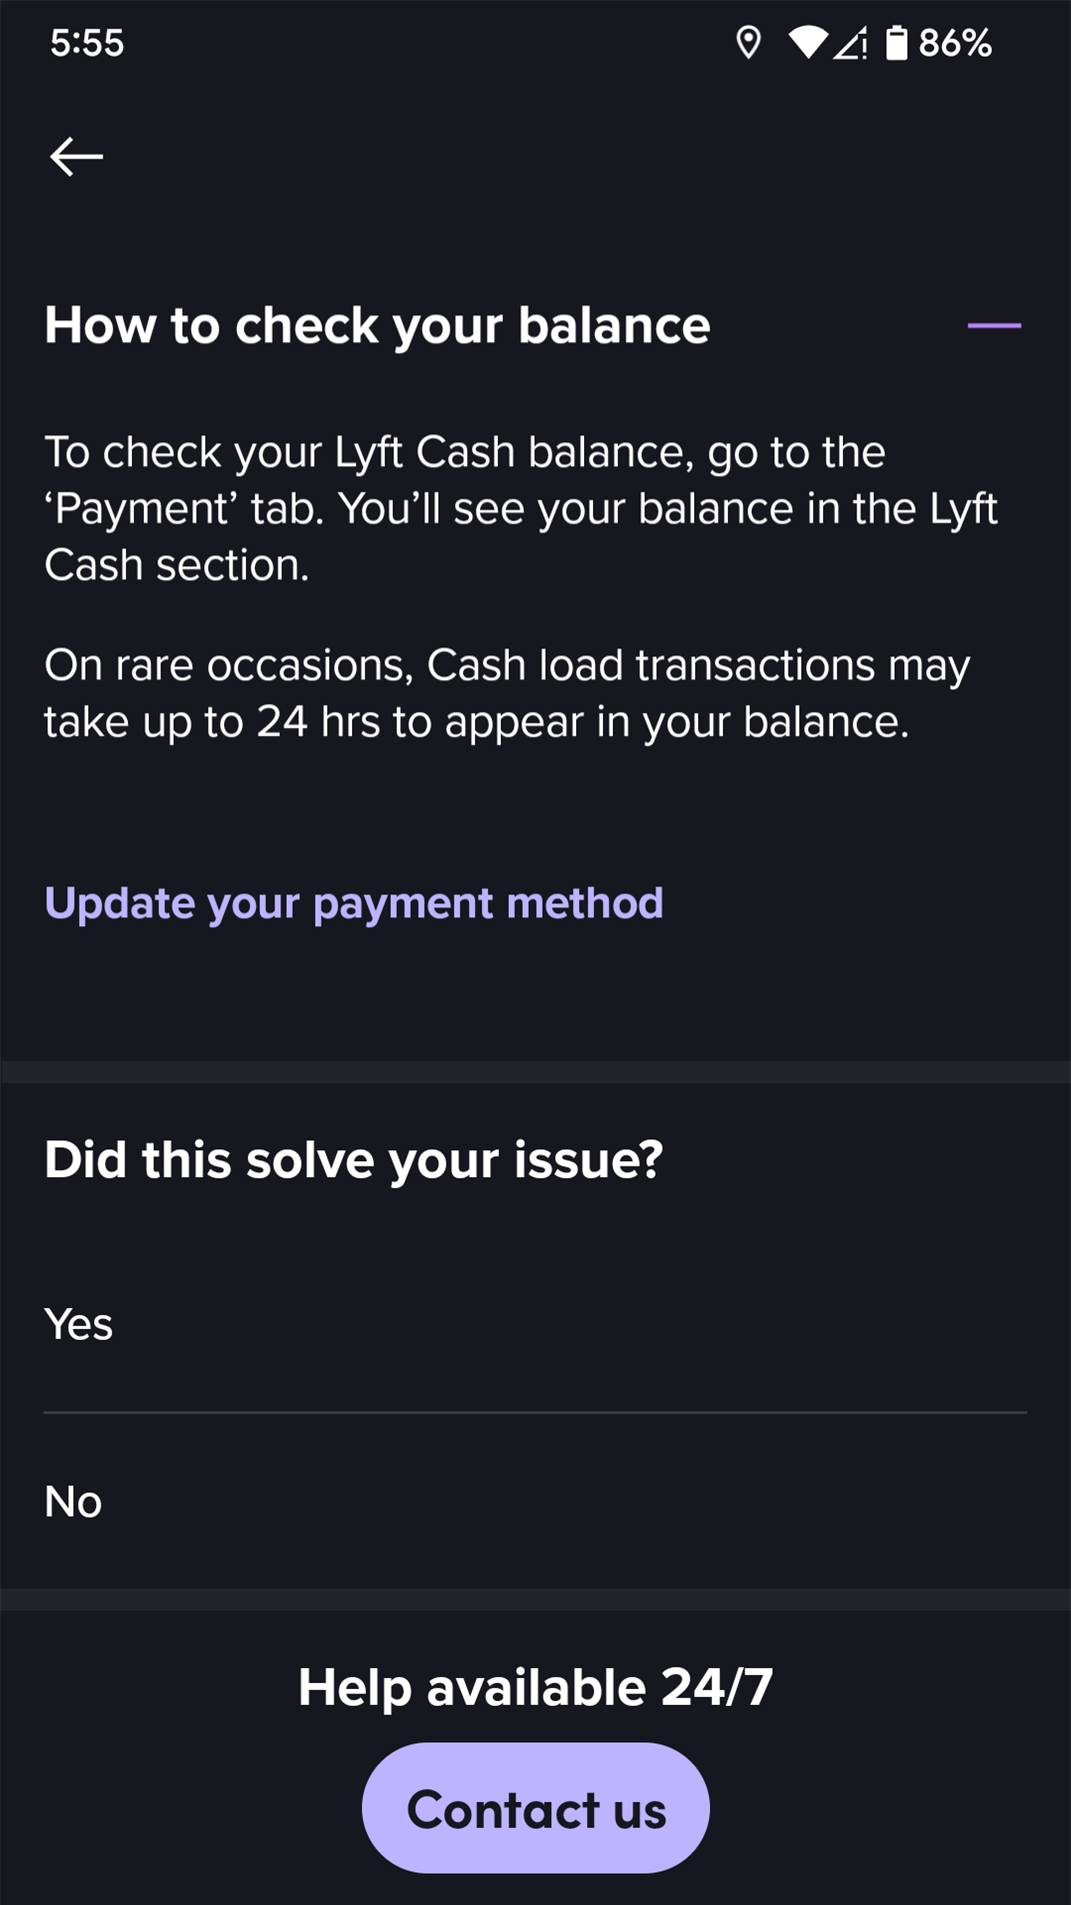 5:55
86%
How to check your balance
To check your Lyft Cash balance, go to the
‘Payment’ tab. You’ll see your balance in the Lyft
Cash section.
On rare occasions, Cash load transactions may
take up to 24 hrs to appear in your balance.
Update your payment method
Did this solve your issue?
Yes
No
Help available 24/7
Contact us